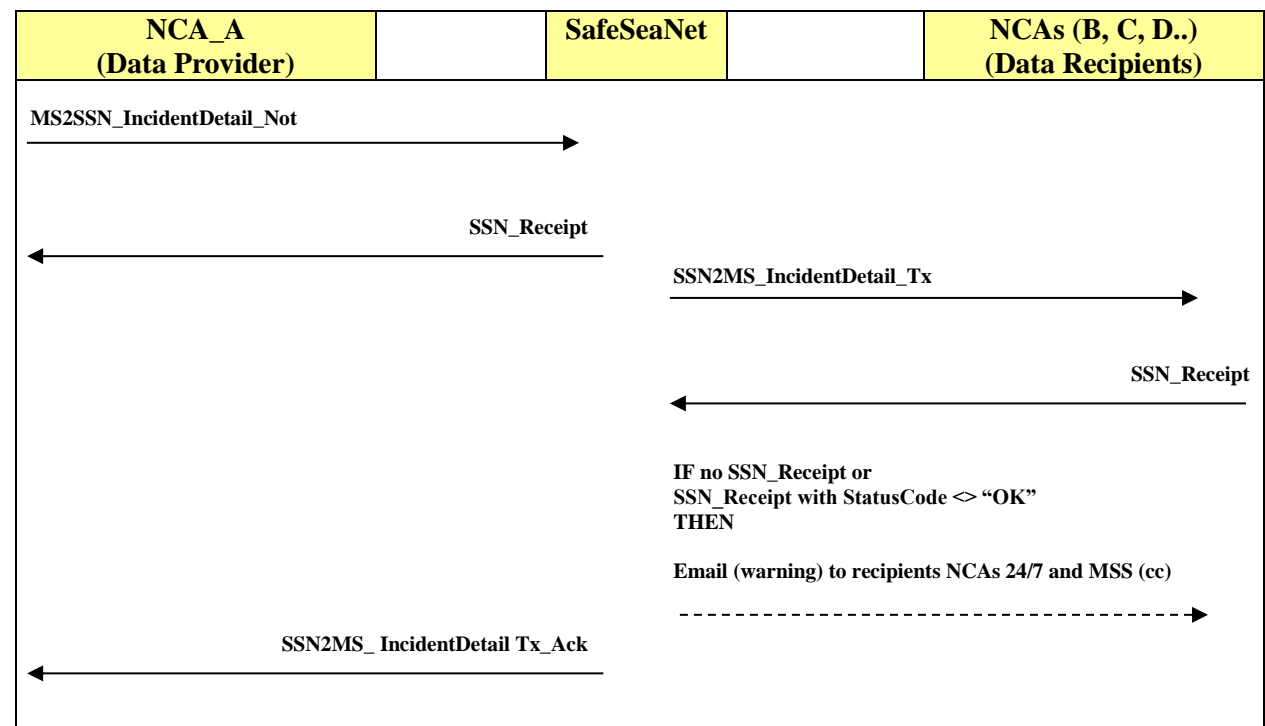 NCA_A
(Data Provider)
SafeSeaNet
NCAs (B, C, D..)
(Data Recipients)
MS2SSN_IncidentDetail_Not
SSN_Receipt
SSN2MS_IncidentDetail_Tx
SSN_Receipt
IF no SSN_Receipt or
SSN_Receipt with StatusCode <> “OK”
THEN
Email (warning) to recipients NCAs 24/7 and MSS (cc)
SSN2MS_ IncidentDetail Tx_Ack